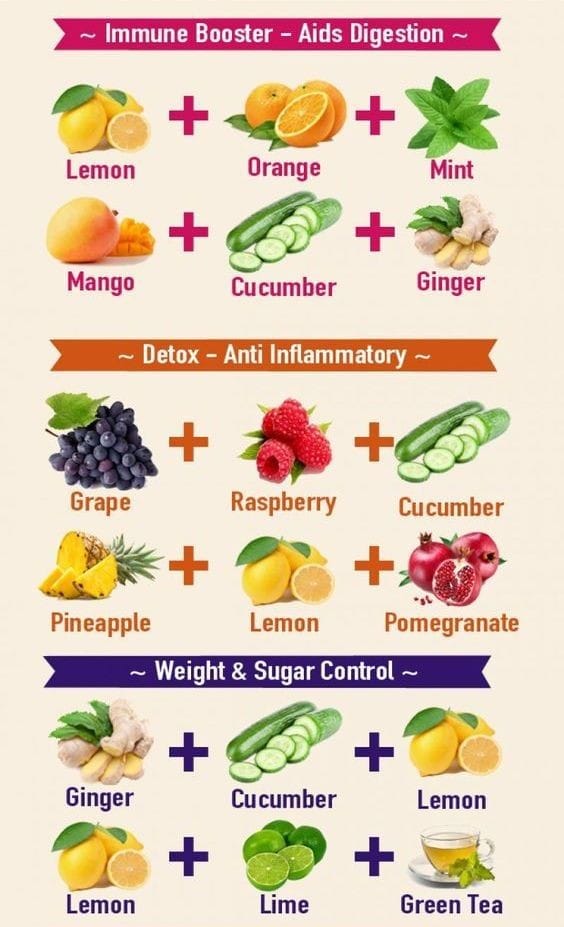 ~ Immune Booster – Aids Digestion ~
Lemon + Orange + Mint
Mango + Cucumber + Ginger
~ Detox – Anti Inflammatory ~
Grape + Raspberry + Cucumber
Pineapple + Lemon + Pomegranate
~ Weight & Sugar Control ~
Ginger + Cucumber + Lemon
Lemon + Lime + Green Tea